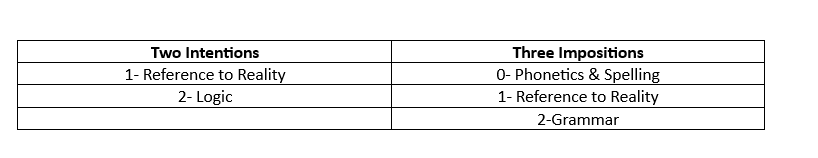 Two Intentions Three Impositions
1- Reference to Reality 0- Phonetics & Spelling
2- Logic 1- Reference to Reality
2-Grammar